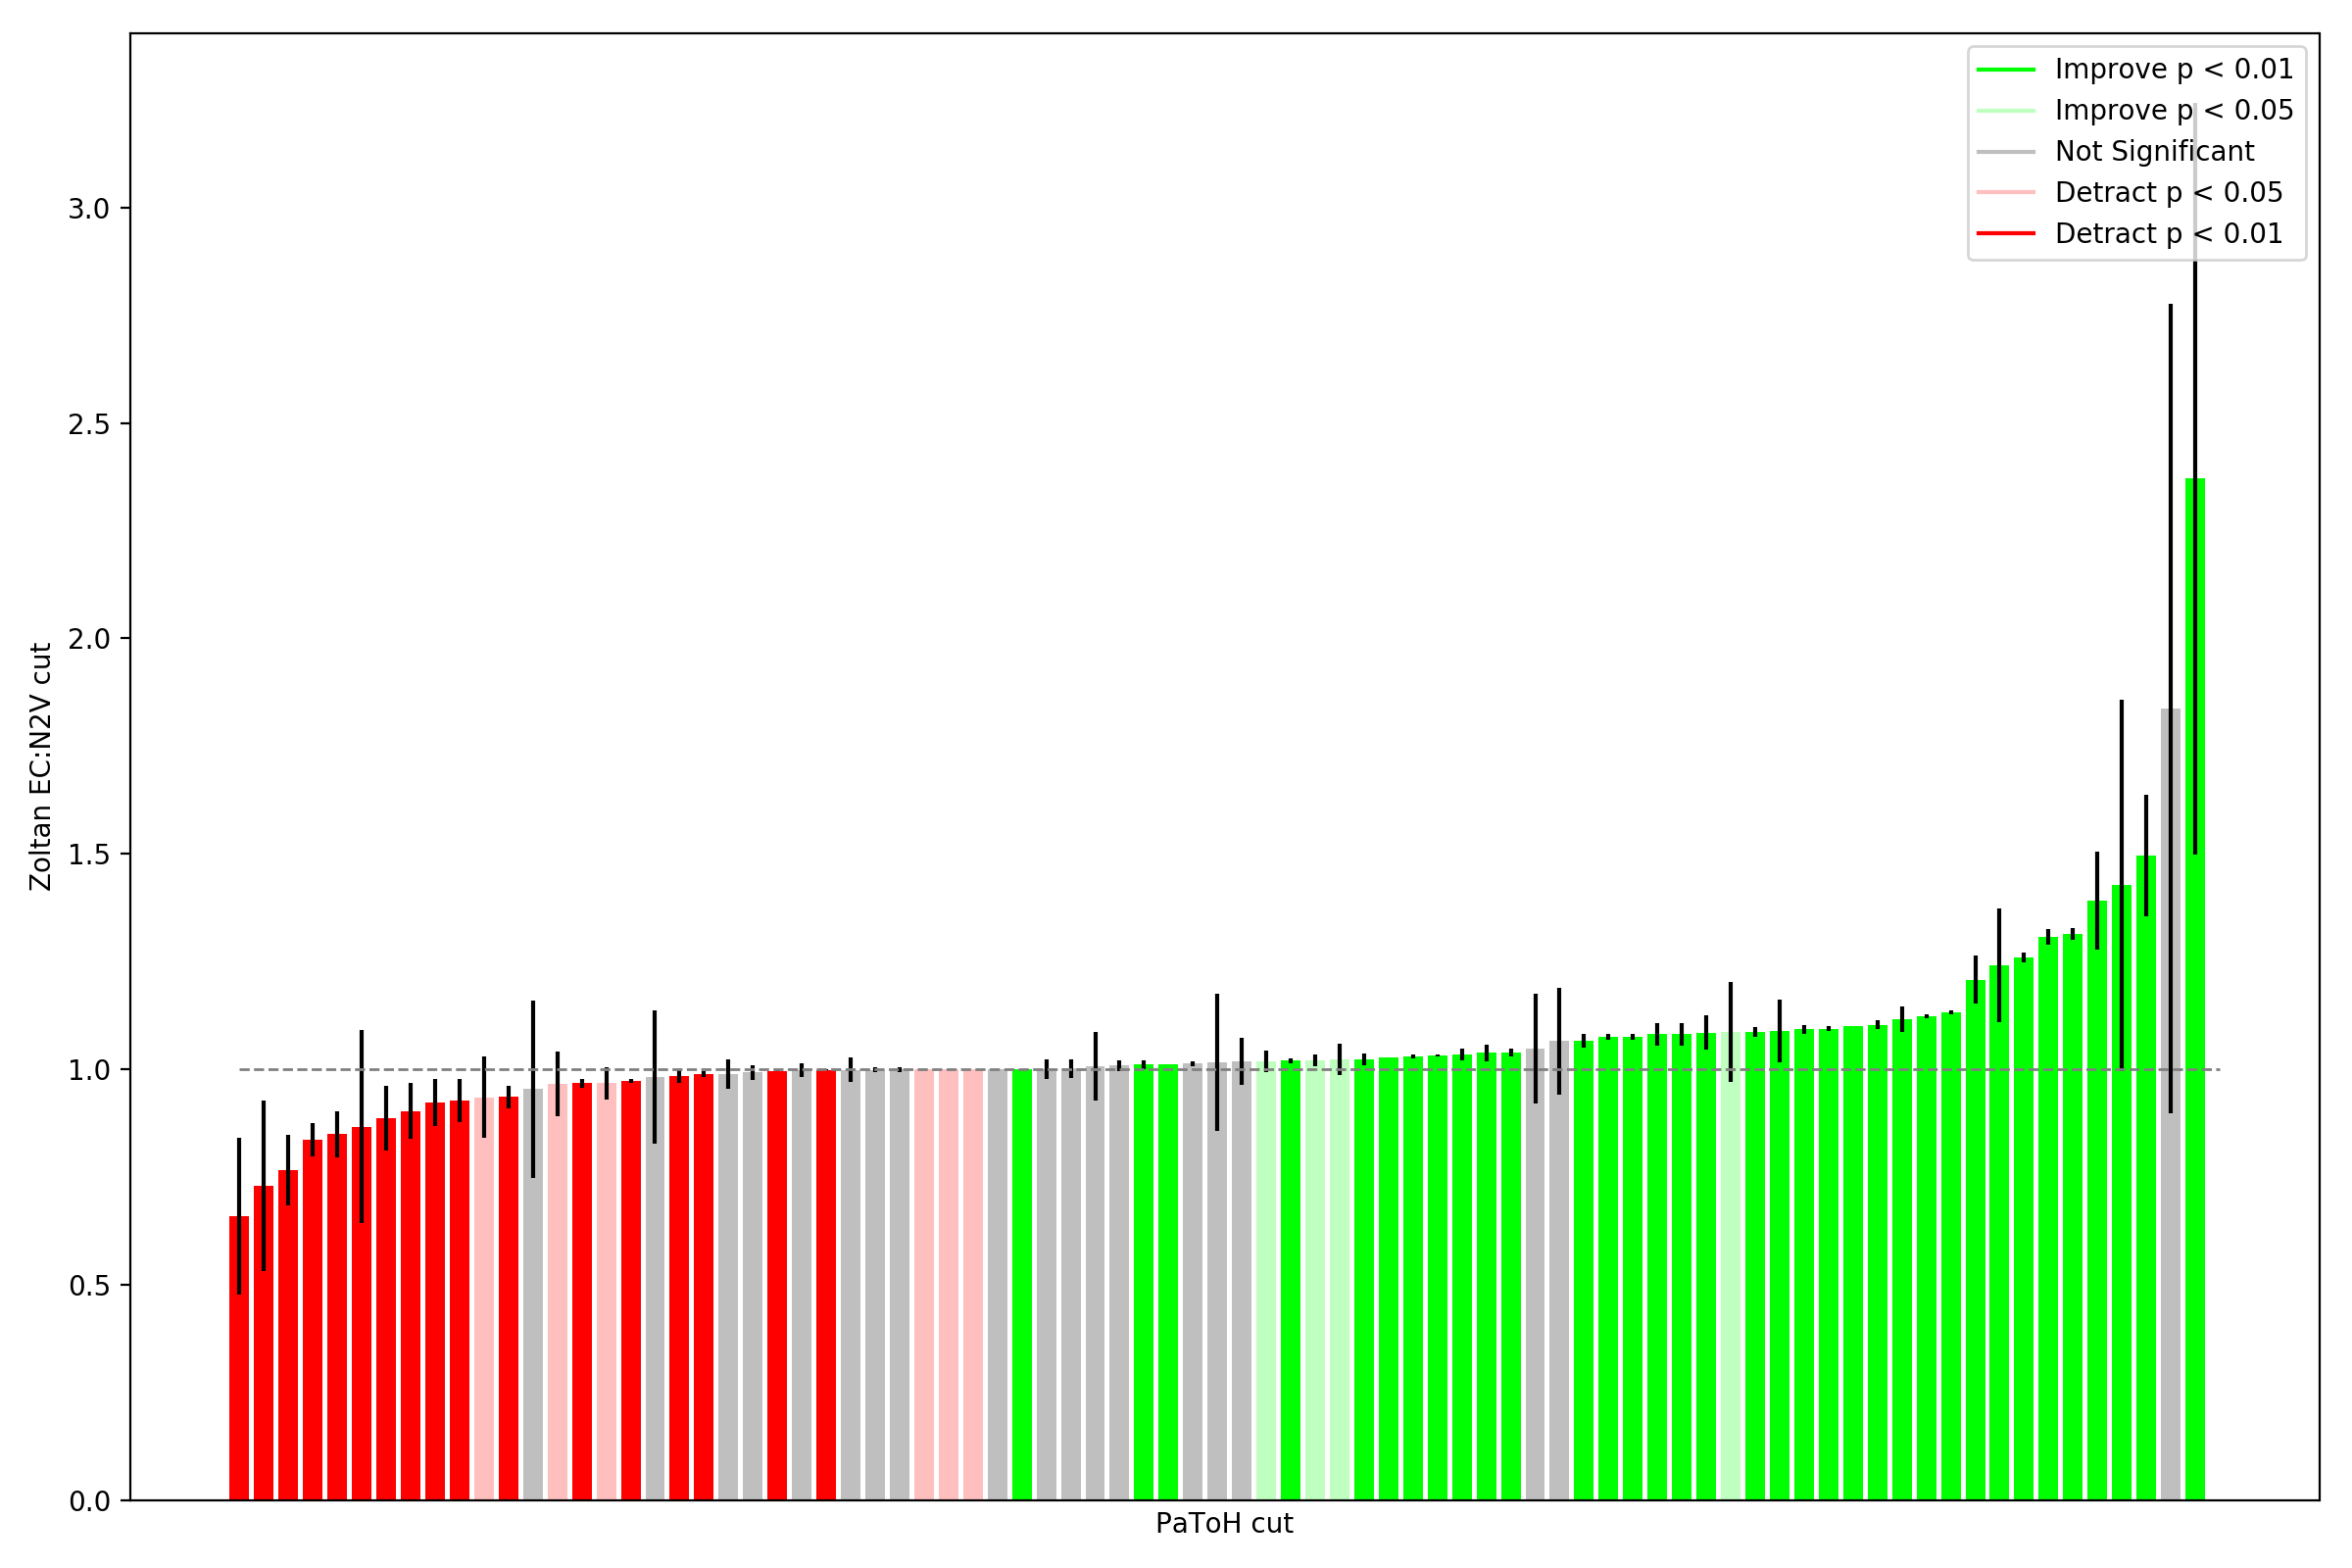 Improve p < 0.01
Improve p < 0.05
Not Significant
Detract p < 0.05
Detract p < 0.01
3.0
2.5
2.0
1.5
1.0
0.5
0.0
Zoltan EC:N2V cut
PaToH cut